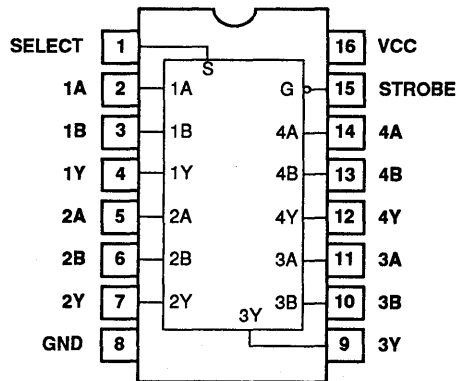 SELECT 1 16 VCC
S
1A 2 1A G 15 STROBE
1B 3 1B 4A 14 4A
1Y 4 1Y 4B 13 4B
2A 5 2A 4Y 12 4Y
2B 6 2B 3A 11 3A
2Y 7 2Y 3B 10 3B
3Y
GND 8 9 3Y